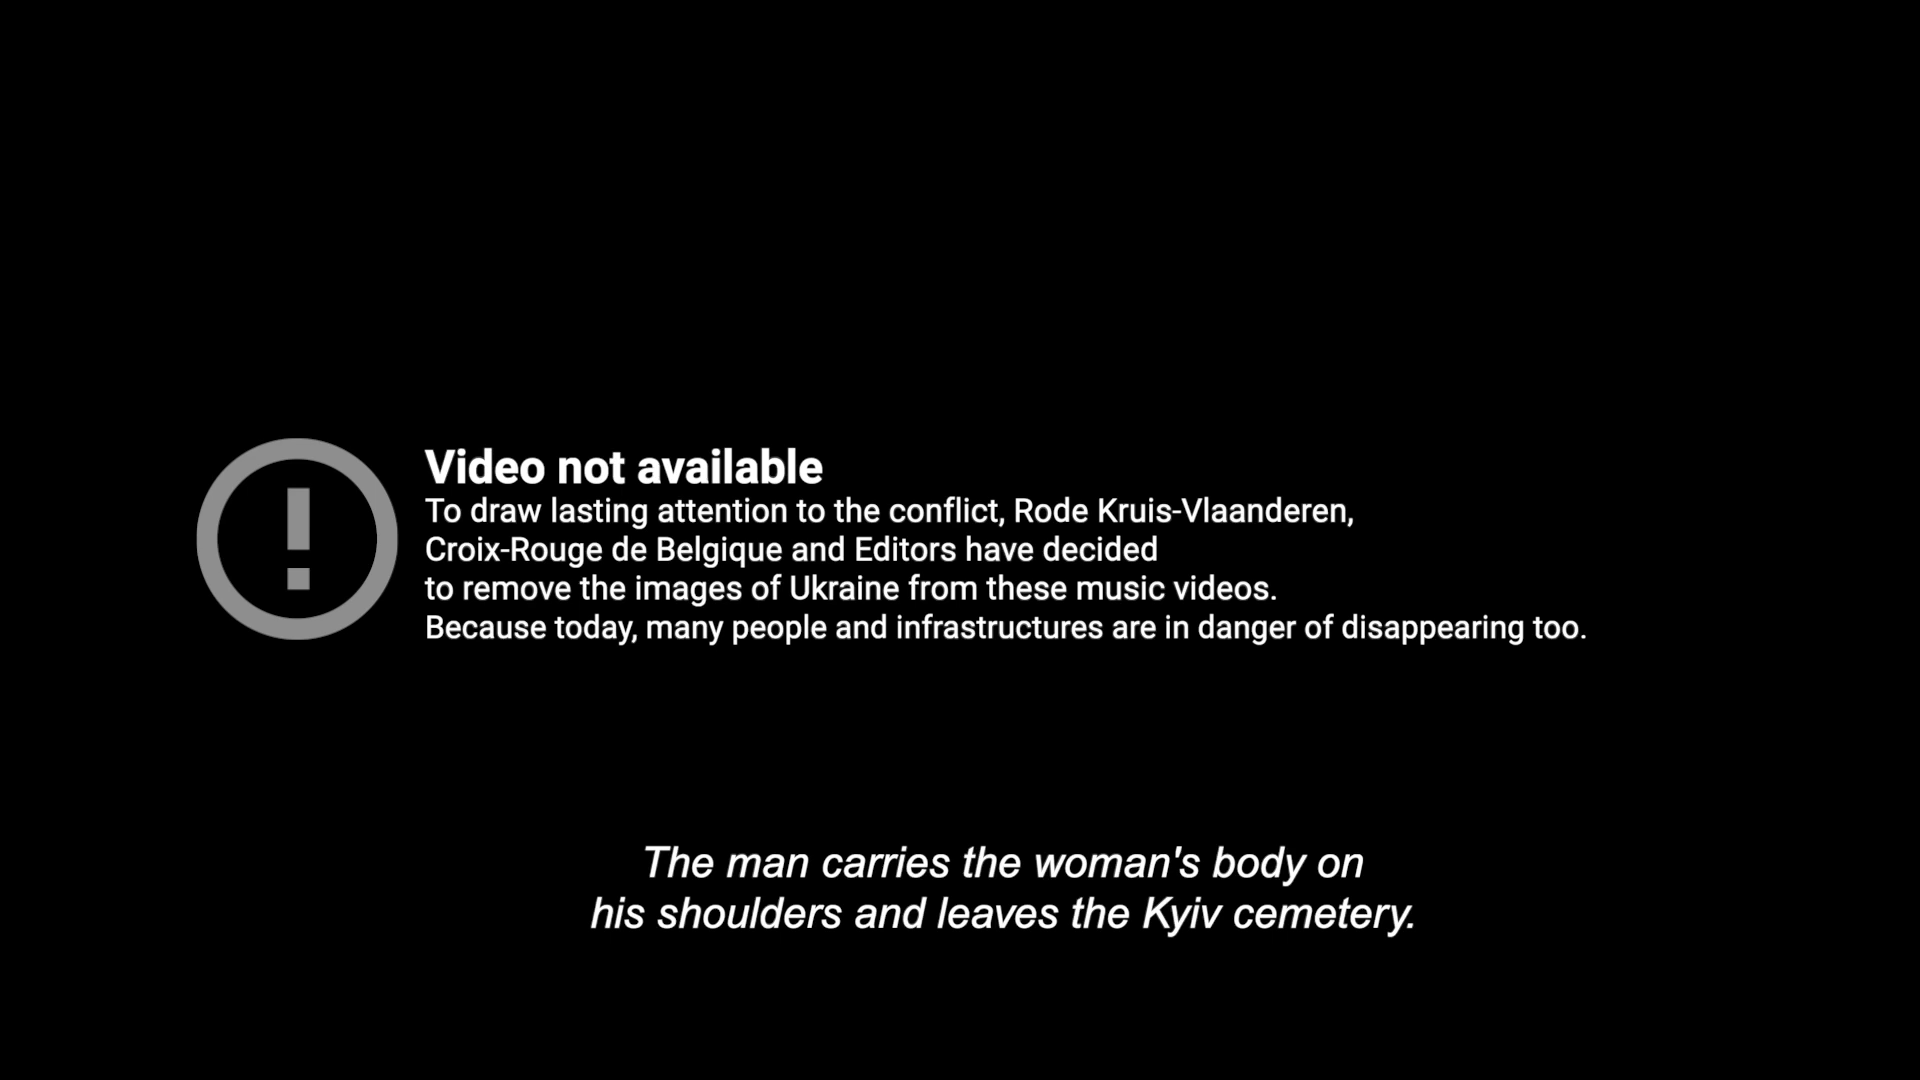 Video not available
To draw lasting attention to the conflict, Rode Kruis-Vlaanderen,
Croix-Rouge de Belgique and Editors have decided
to remove the images of Ukraine from these music videos.
Because today, many people and infrastructures are in danger of disappearing too.
The man carries the woman's body on
his shoulders and leaves the Kyiv cemetery.